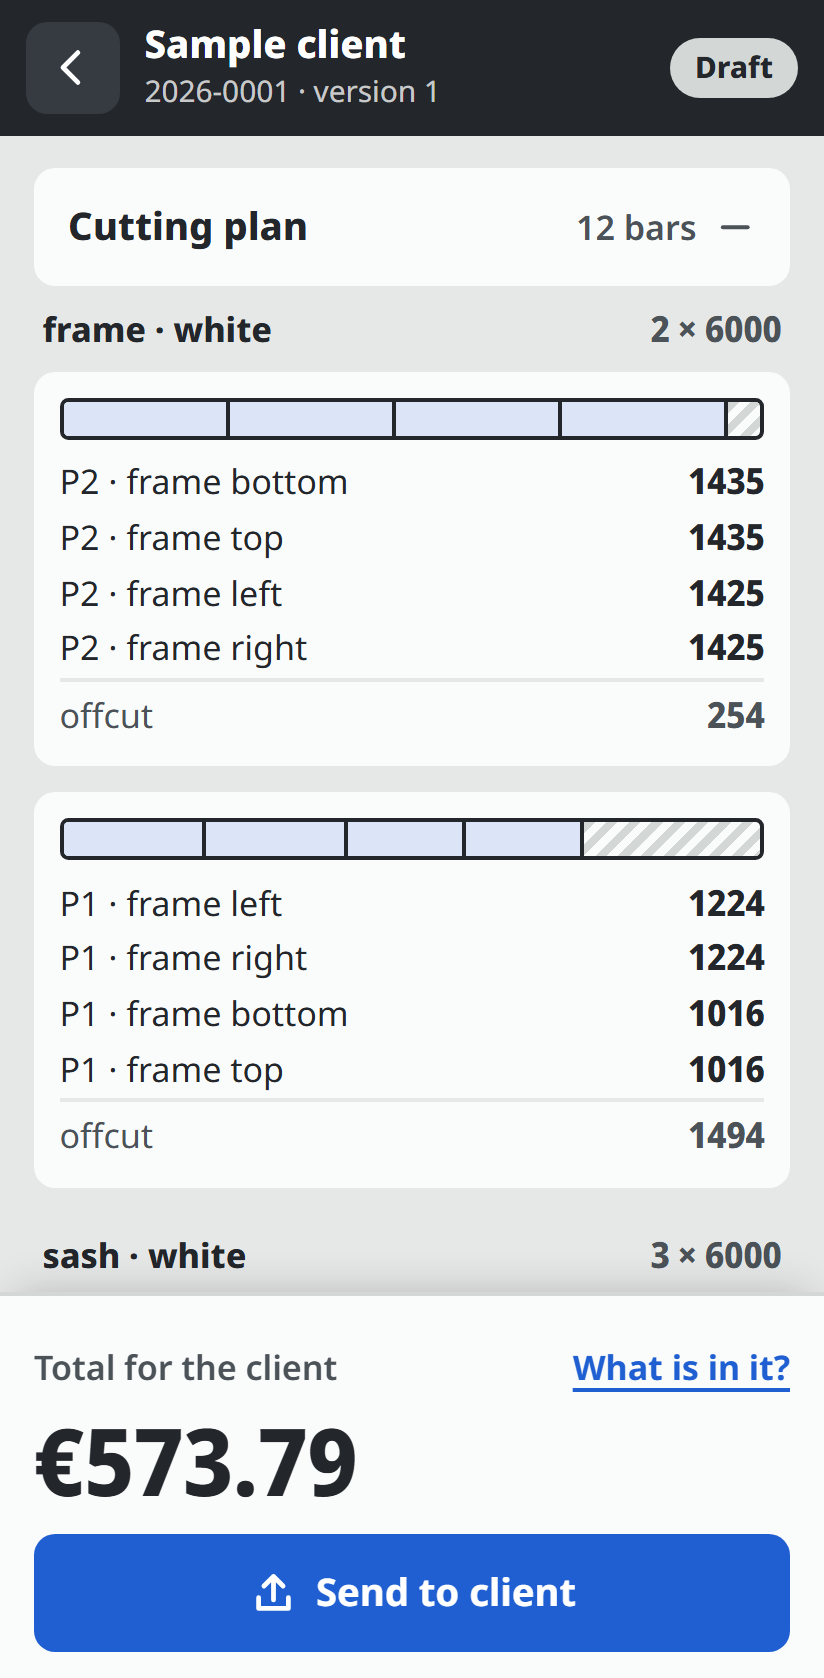 Sample client
2026-0001 · version 1
Draft
Cutting plan
12 bars
frame · white
2 × 6000
P2 · frame bottom 1435
P2 · frame top 1435
P2 · frame left 1425
P2 · frame right 1425
offcut 254
P1 · frame left 1224
P1 · frame right 1224
P1 · frame bottom 1016
P1 · frame top 1016
offcut 1494
sash · white
3 × 6000
Total for the client
What is in it?
€573.79
Send to client